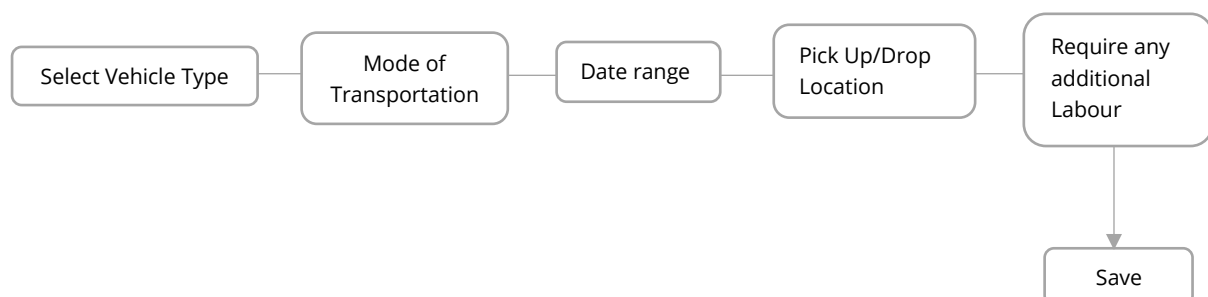 Select Vehicle Type
Mode of
Transportation
Date range
Pick Up/Drop
Location
Require any
additional
Labour
Save